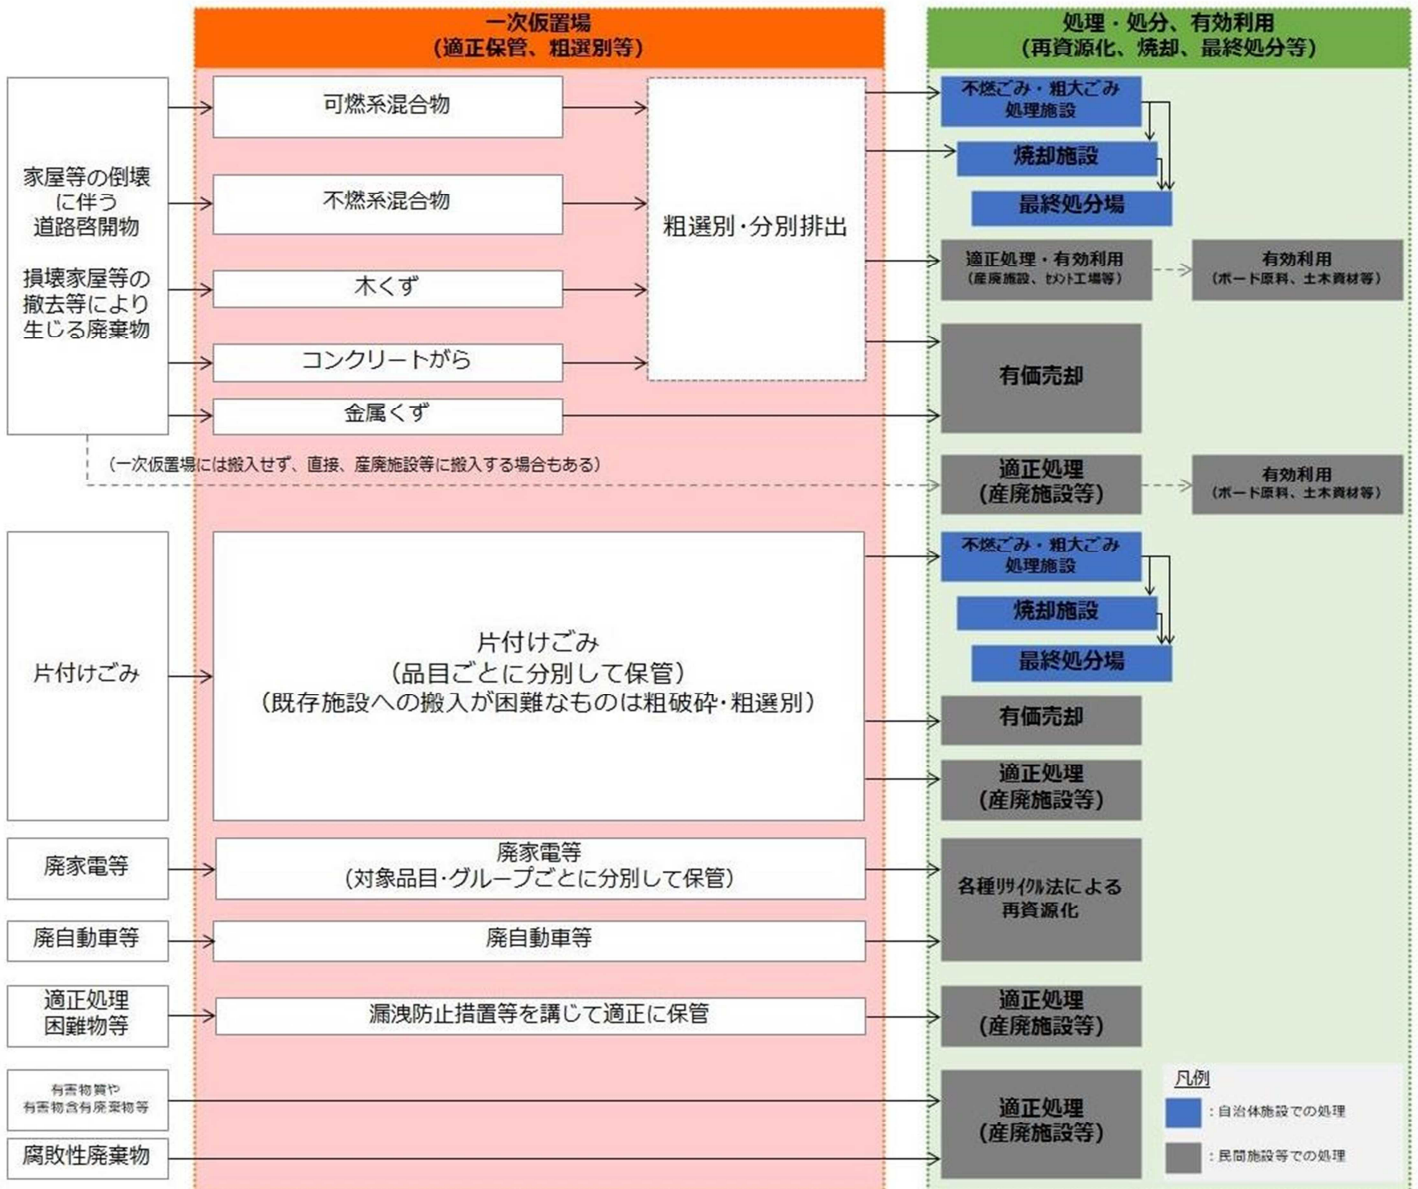 一次仮置場
(適正保管、粗選別等)
処理・処分、有効利用
(再資源化、焼却、最終処分等)
家屋等の倒壊
に伴う
道路啓開物
損壊家屋等の
撤去等により
生じる廃棄物
可燃系混合物
不燃系混合物
木くず
コンクリートがら
金属くず
粗選別・分別排出
不燃ごみ・粗大ごみ
処理施設
焼却施設
最終処分場
適正処理・有効利用
(産廃施設、セメント工場等)
有効利用
(ボード原料、土木資材等)
有価売却
(一次仮置場には搬入せず、直接、産廃施設等に搬入する場合もある)
適正処理
(産廃施設等)
有効利用
(ボード原料、土木資材等)
片付けごみ
片付けごみ
(品目ごとに分別して保管)
(既存施設への搬入が困難なものは粗破砕・粗選別)
不燃ごみ・粗大ごみ
処理施設
焼却施設
最終処分場
有価売却
適正処理
(産廃施設等)
廃家電等
廃家電等
(対象品目・グループごとに分別して保管)
各種リサイクル法による
再資源化
廃自動車等
廃自動車等
適正処理
困難物等
漏洩防止措置等を講じて適正に保管
適正処理
(産廃施設等)
有害物質や
有害物含有廃棄物等
腐敗性廃棄物
適正処理
(産廃施設等)
凡例
：自治体施設での処理
：民間施設等での処理